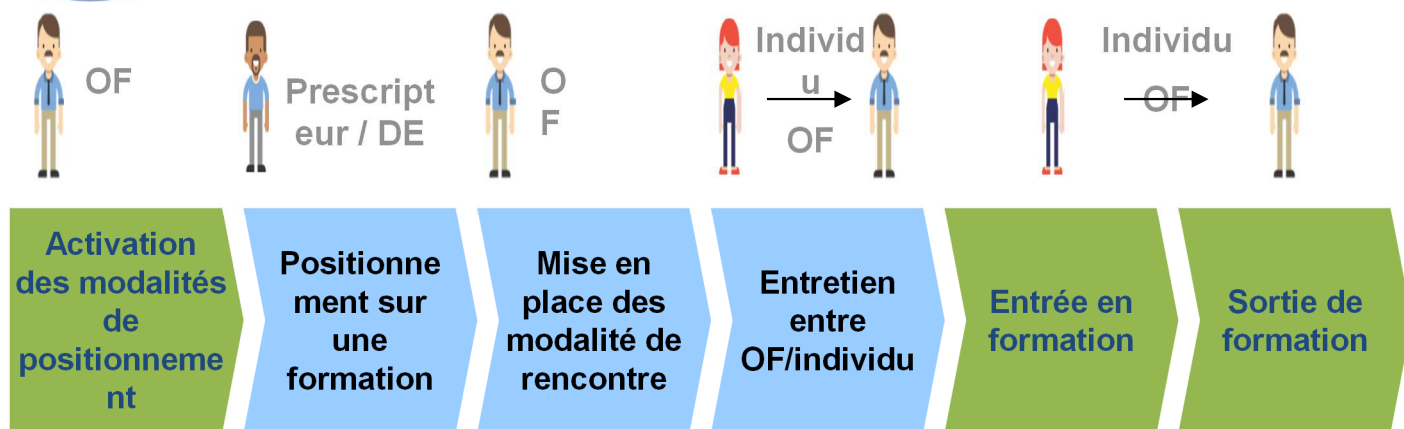 OF
Prescript
eur / DE
O
F
Individ
u
OF
Individu
OF
Activation
des modalités
de
positionneme
nt
Positionne
ment sur
une
formation
Mise en
place des
modalité de
rencontre
Entretien
entre
OF/individu
Entrée en
formation
Sortie de
formation